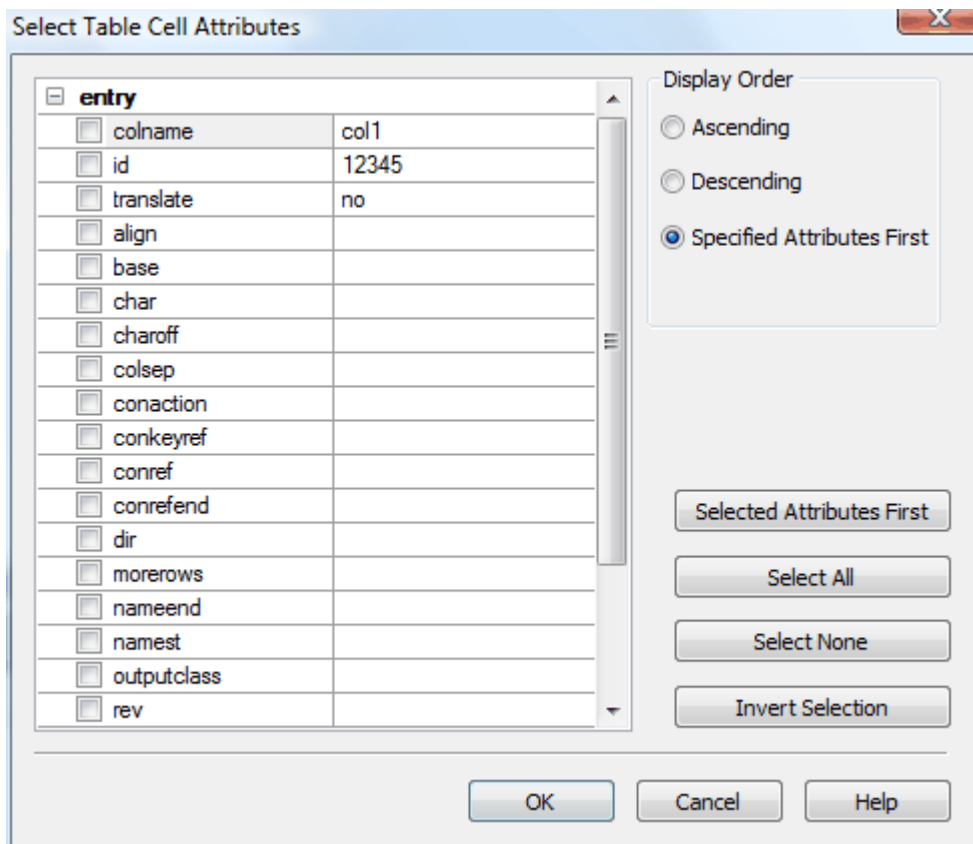 Select Table Cell Attributes
entry
colname col1
id 12345
translate no
align
base
char
charoff
colsep
conaction
conkeyref
conref
conrefend
dir
morerows
nameend
namest
outputclass
rev
Display Order
Ascending
Descending
Specified Attributes First
Selected Attributes First
Select All
Select None
Invert Selection
OK Cancel Help